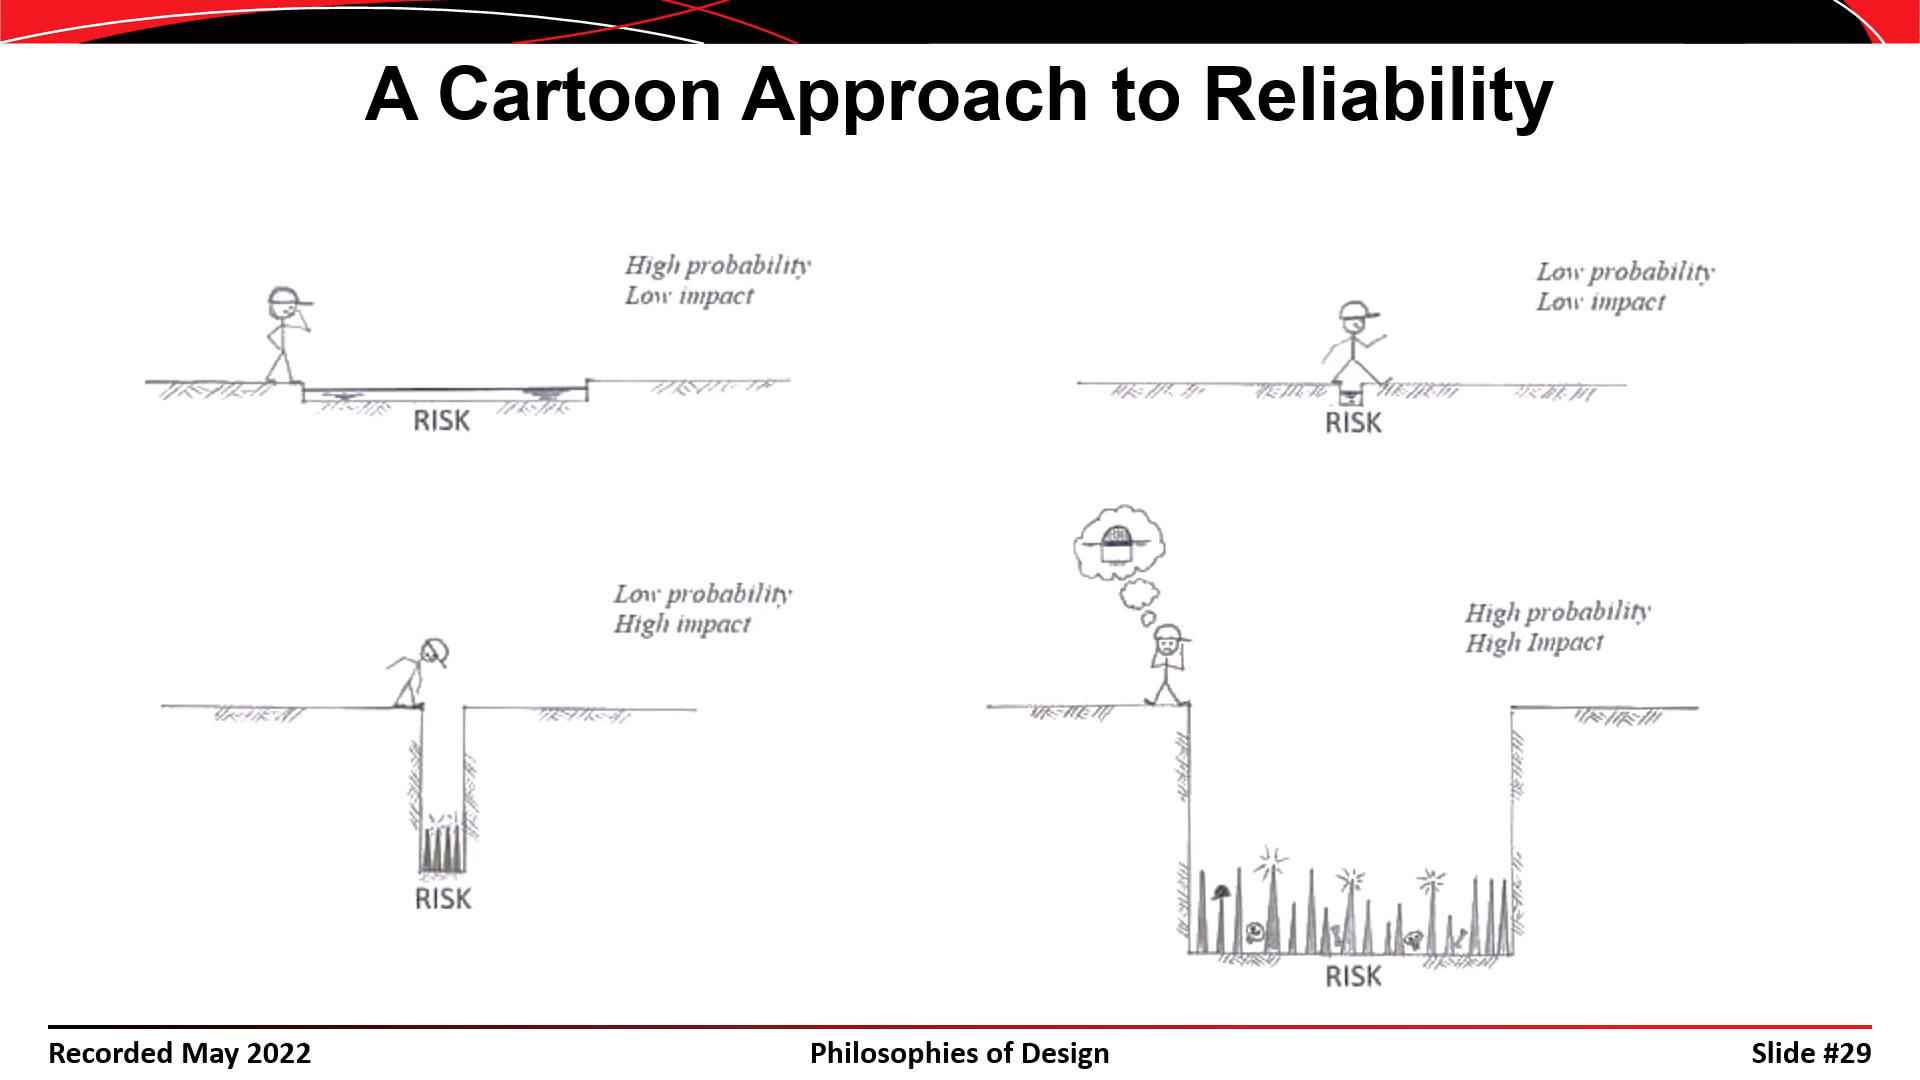 A Cartoon Approach to Reliability
High probability
Low impact
RISK
Low probability
Low impact
RISK
Low probability
High impact
RISK
High probability
High Impact
RISK
Recorded May 2022
Philosophies of Design
Slide #29